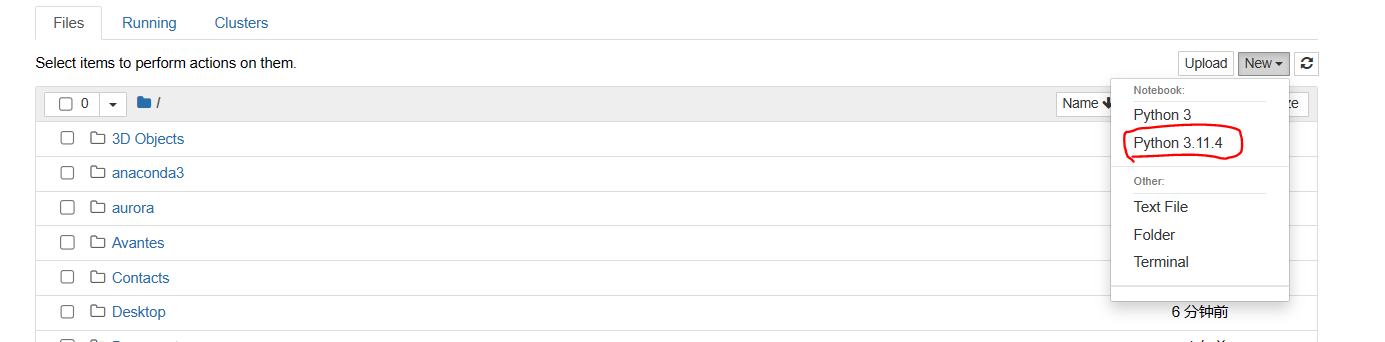 Files Running Clusters
Select items to perform actions on them.
Upload New
0 / Name ze
Notebook:
Python 3
Python 3.11.4
Other:
Text File
Folder
Terminal
3D Objects
anaconda3
aurora
Avantes
Contacts
Desktop 6 分钟前